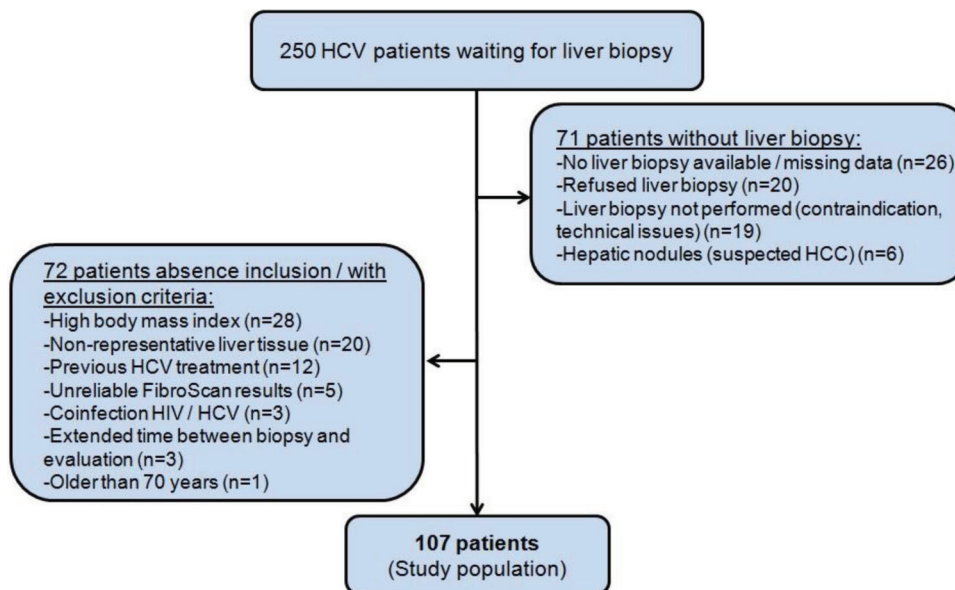 250 HCV patients waiting for liver biopsy
71 patients without liver biopsy:
-No liver biopsy available / missing data (n=26)
-Refused liver biopsy (n=20)
-Liver biopsy not performed (contraindication,
technical issues) (n=19)
-Hepatic nodules (suspected HCC) (n=6)
72 patients absence inclusion / with
exclusion criteria:
-High body mass index (n=28)
-Non-representative liver tissue (n=20)
-Previous HCV treatment (n=12)
-Unreliable FibroScan results (n=5)
-Coinfection HIV / HCV (n=3)
-Extended time between biopsy and
evaluation (n=3)
-Older than 70 years (n=1)
107 patients
(Study population)